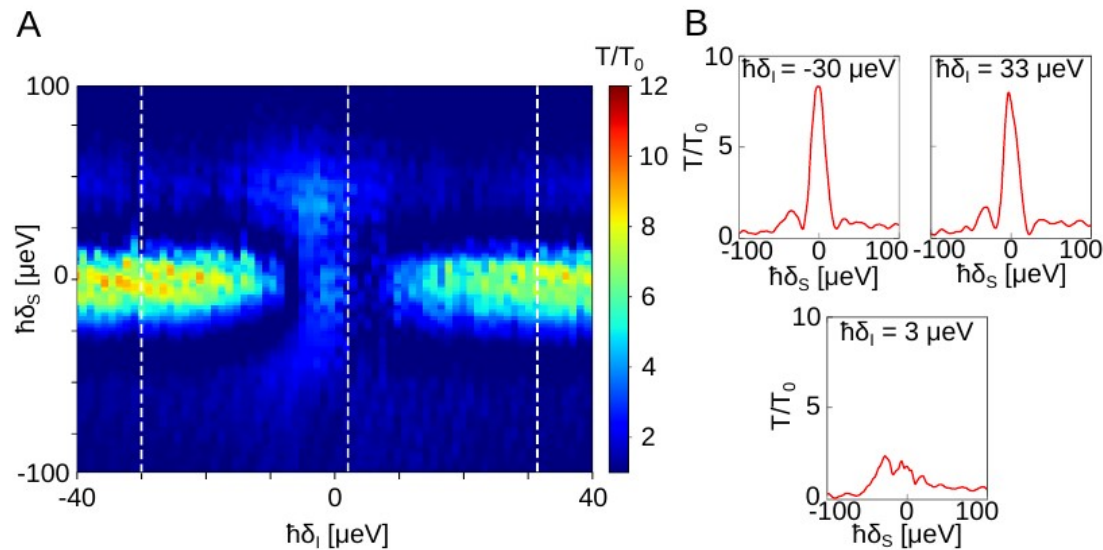 A
T/T₀
100
0
-100
ħδS [µeV]
-40
0
40
ħδI [µeV]
12
10
8
6
4
2
B
10
5
0
T/T₀
ħδI = -30 µeV
-100
0
100
ħδS [µeV]
ħδI = 33 µeV
-100
0
100
ħδS [µeV]
10
5
0
T/T₀
ħδI = 3 µeV
-100
0
100
ħδS [µeV]